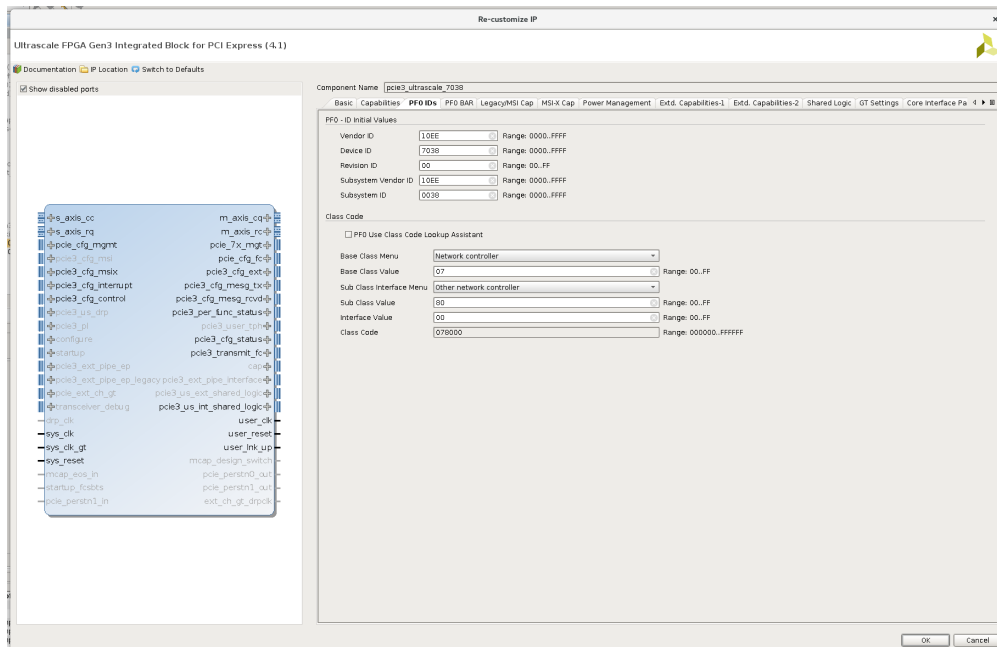 Re-customize IP
Ultrascale FPGA Gen3 Integrated Block for PCI Express (4.1)
Documentation IP Location Switch to Defaults
Show disabled ports
Component Name pcie3_ultrascale_7038
Basic Capabilities PF0 IDs PF0 BAR Legacy/MSI Cap MSI-X Cap Power Management Extd. Capabilities-1 Extd. Capabilities-2 Shared Logic GT Settings Core Interface Pa
PF0 - ID Initial Values
Vendor ID 10EE Range: 0000..FFFF
Device ID 7038 Range: 0000..FFFF
Revision ID 00 Range: 00..FF
Subsystem Vendor ID 10EE Range: 0000..FFFF
Subsystem ID 0038 Range: 0000..FFFF
Class Code
PF0 Use Class Code Lookup Assistant
Base Class Menu Network controller
Base Class Value 07 Range: 00..FF
Sub Class Interface Menu Other network controller
Sub Class Value 80 Range: 00..FF
Interface Value 00 Range: 00..FF
Class Code 078000 Range: 000000..FFFFFF
s_axis_cc m_axis_cq
s_axis_rq m_axis_rc
pcie_cfg_mgmt pcie_7x_mgt
pcie3_cfg_msi pcie_cfg_fc
pcie3_cfg_msix pcie3_cfg_ext
pcie3_cfg_interrupt pcie3_cfg_mesg_tx
pcie3_cfg_control pcie3_cfg_mesg_rcvd
pcie3_us_drp pcie3_per_func_status
pcie3_pl pcie3_user_tph
configure pcie3_cfg_status
startup pcie3_transmit_fc
pcie3_ext_pipe_ep cap
pcie3_ext_pipe_ep_legacy pcie3_ext_pipe_interface
pcie_ext_ch_gt pcie3_us_ext_shared_logic
transceiver_debug pcie3_us_int_shared_logic
drp_clk user_clk
sys_clk user_reset
sys_clk_gt user_lnk_up
sys_reset mcap_design_switch
mcap_eos_in pcie_perstn0_out
startup_fcsbts pcie_perstn1_out
pcie_perstn1_in ext_ch_gt_drpclk
OK Cancel